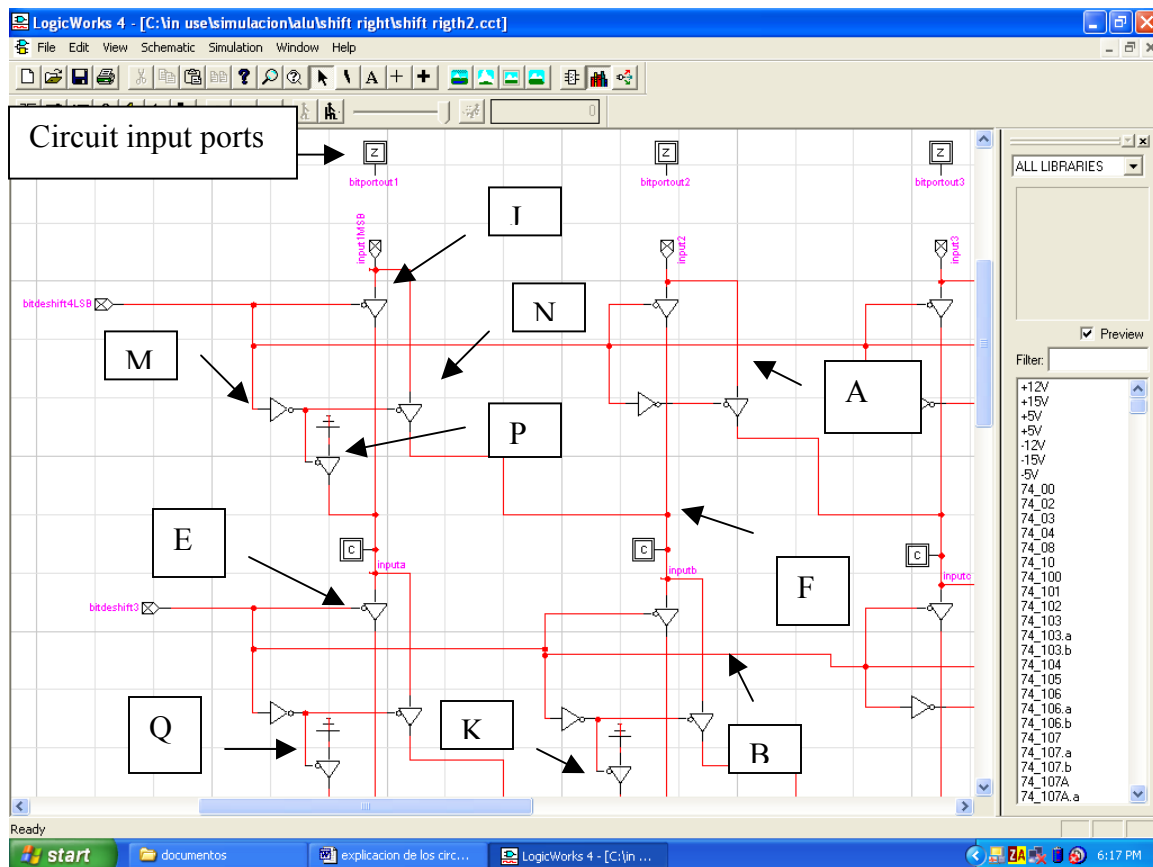 LogicWorks 4 - [C:\in use\simulacion\alu\shift right\shift rigth2.cct]
File Edit View Schematic Simulation Window Help
A
0
Circuit input ports
Z
Z
Z
bitportout1
bitportout2
bitportout3
input1MSB
input2
input3
J
bitdeshift4LSB
N
M
A
P
E
C
C
C
inputa
inputb
inputc
F
bitdeshift3
Q
K
B
ALL LIBRARIES
Preview
Filter:
+12V
+15V
+5V
+5V
-12V
-15V
-5V
74_00
74_02
74_03
74_04
74_08
74_10
74_100
74_101
74_102
74_103
74_103.a
74_103.b
74_104
74_105
74_106
74_106.a
74_106.b
74_107
74_107.a
74_107.b
74_107A
74_107A.a
Ready
start
documentos
explicacion de los circ...
LogicWorks 4 - [C:\in ...
6:17 PM